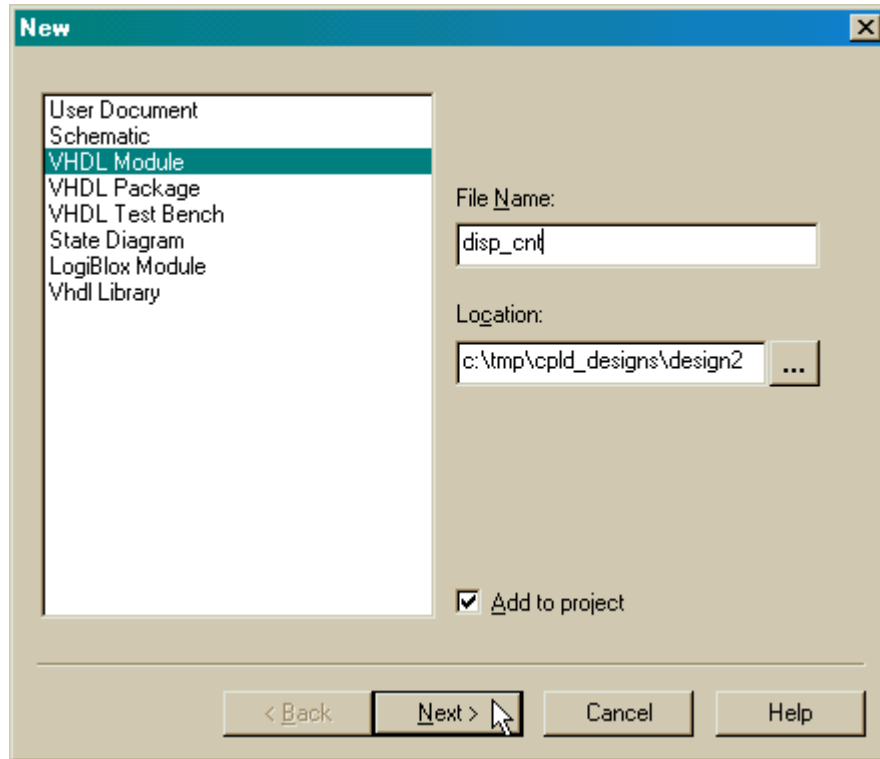 New
User Document
Schematic
VHDL Module
VHDL Package
VHDL Test Bench
State Diagram
LogiBlox Module
Vhdl Library
File Name:
disp_cnt
Location:
c:\tmp\cpld_designs\design2
...
Add to project
< Back
Next >
Cancel
Help